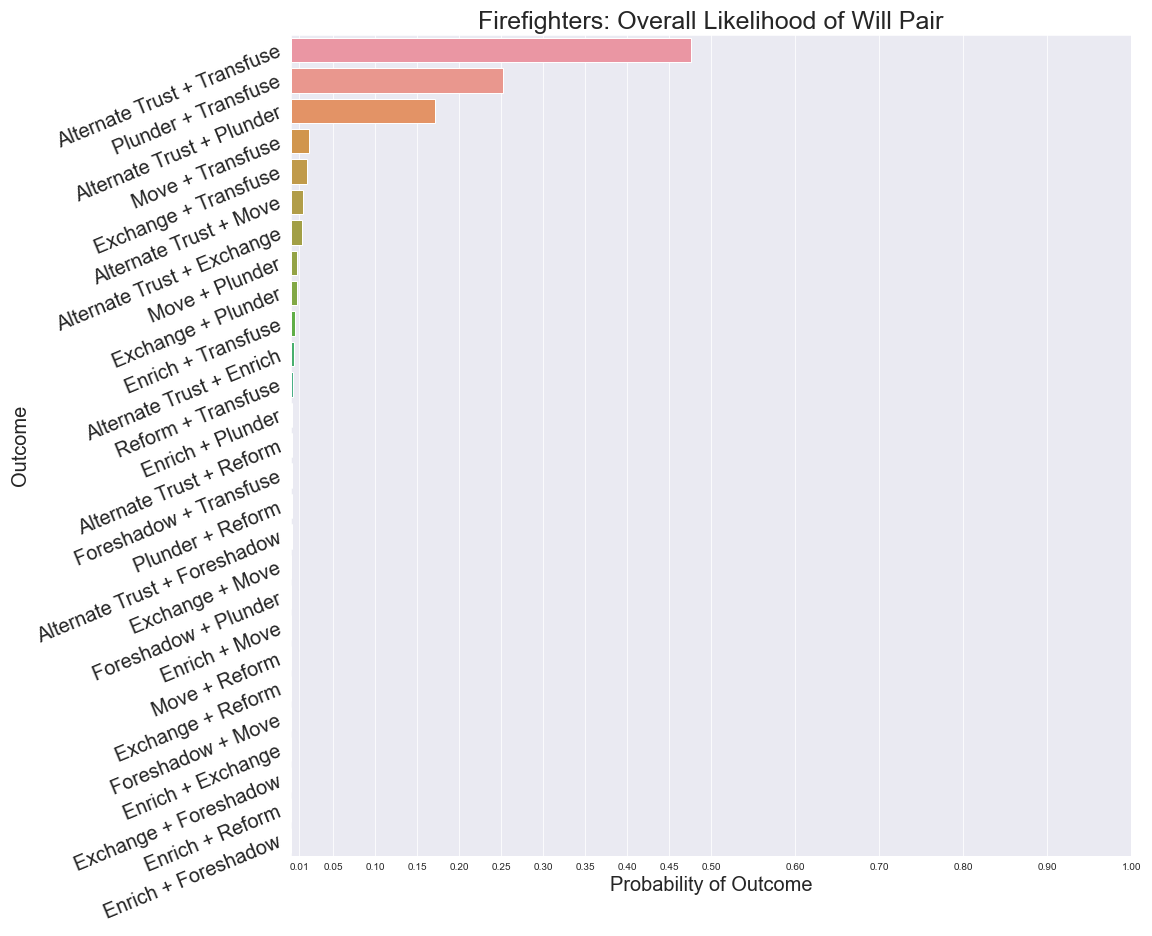 Firefighters: Overall Likelihood of Will Pair
Outcome
Alternate Trust + Transfuse
Plunder + Transfuse
Alternate Trust + Plunder
Move + Transfuse
Exchange + Transfuse
Alternate Trust + Move
Alternate Trust + Exchange
Move + Plunder
Exchange + Plunder
Enrich + Transfuse
Alternate Trust + Enrich
Reform + Transfuse
Enrich + Plunder
Alternate Trust + Reform
Foreshadow + Transfuse
Plunder + Reform
Alternate Trust + Foreshadow
Exchange + Move
Foreshadow + Plunder
Enrich + Move
Move + Reform
Exchange + Reform
Foreshadow + Move
Enrich + Exchange
Exchange + Foreshadow
Enrich + Reform
Enrich + Foreshadow
0.01 0.05 0.10 0.15 0.20 0.25 0.30 0.35 0.40 0.45 0.50 0.60 0.70 0.80 0.90 1.00
Probability of Outcome